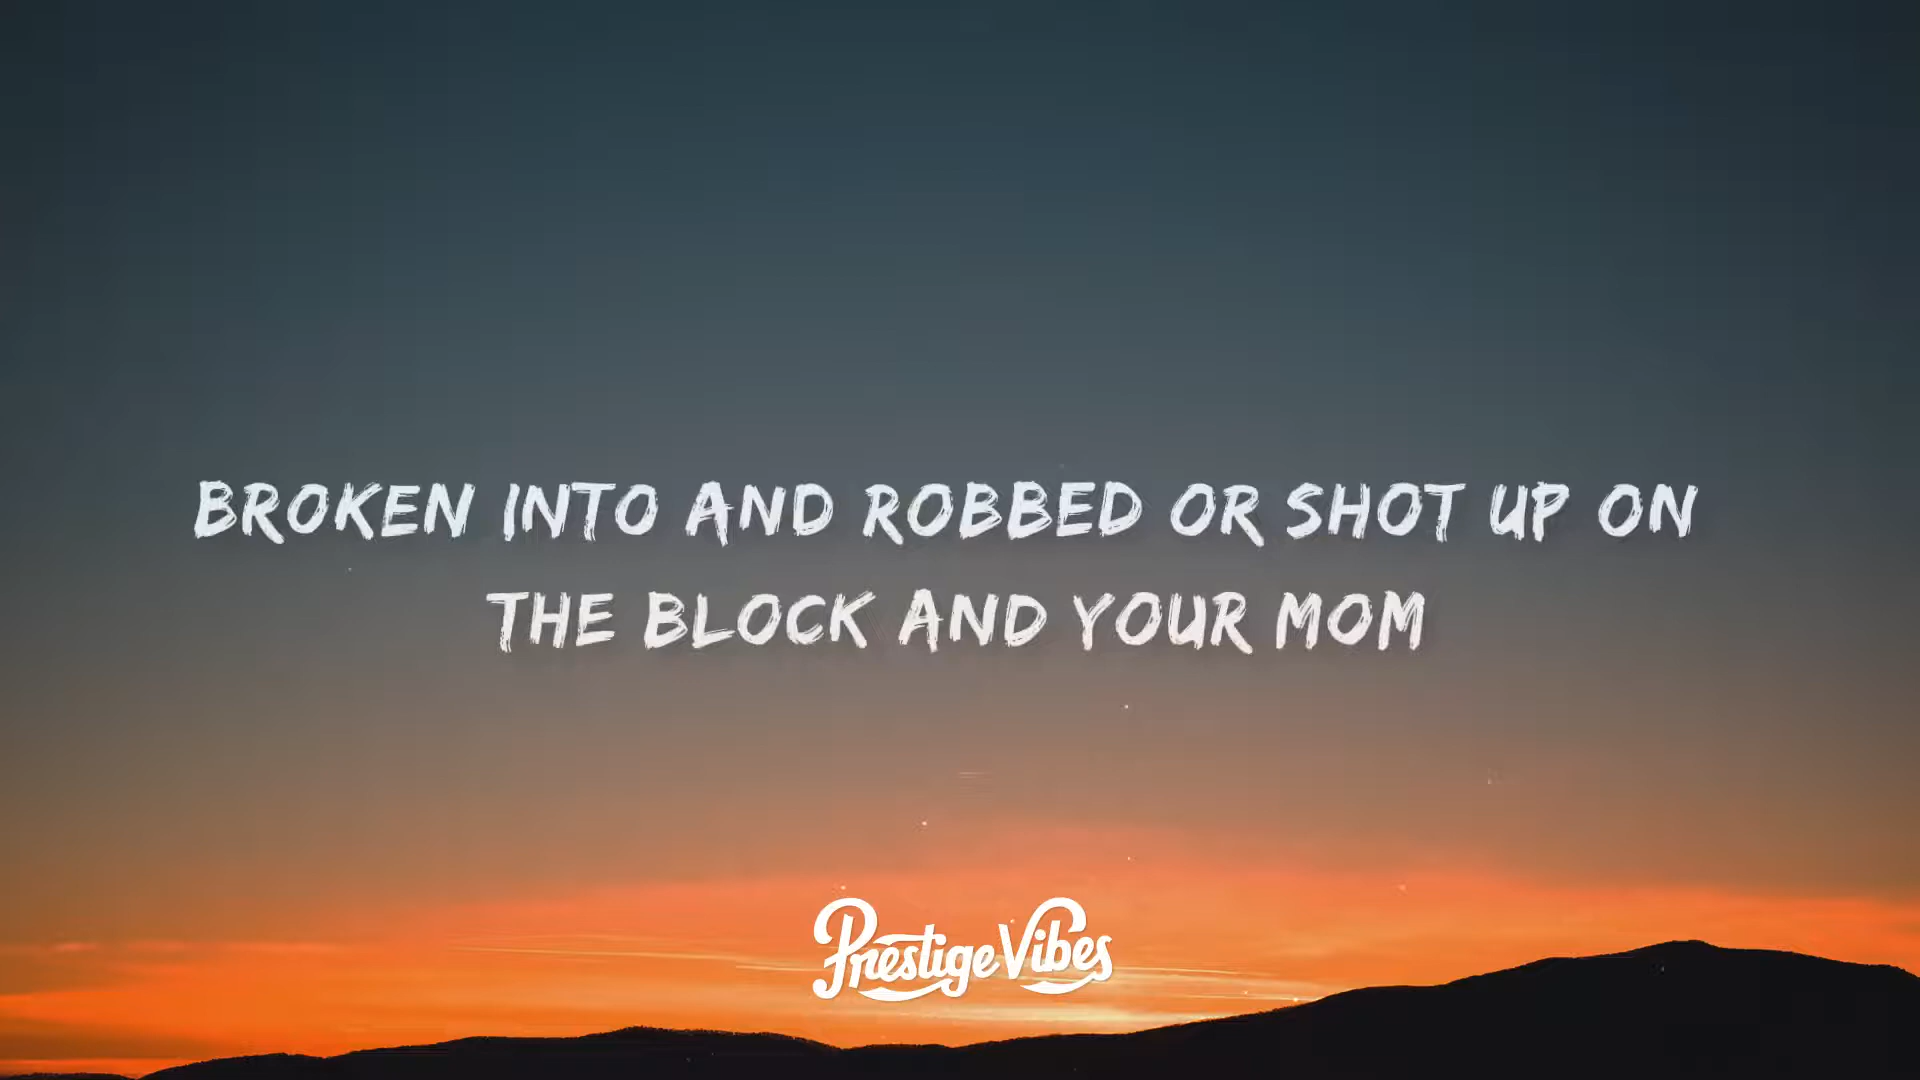 BROKEN INTO AND ROBBED OR SHOT UP ON
THE BLOCK AND YOUR MOM
Prestige Vibes